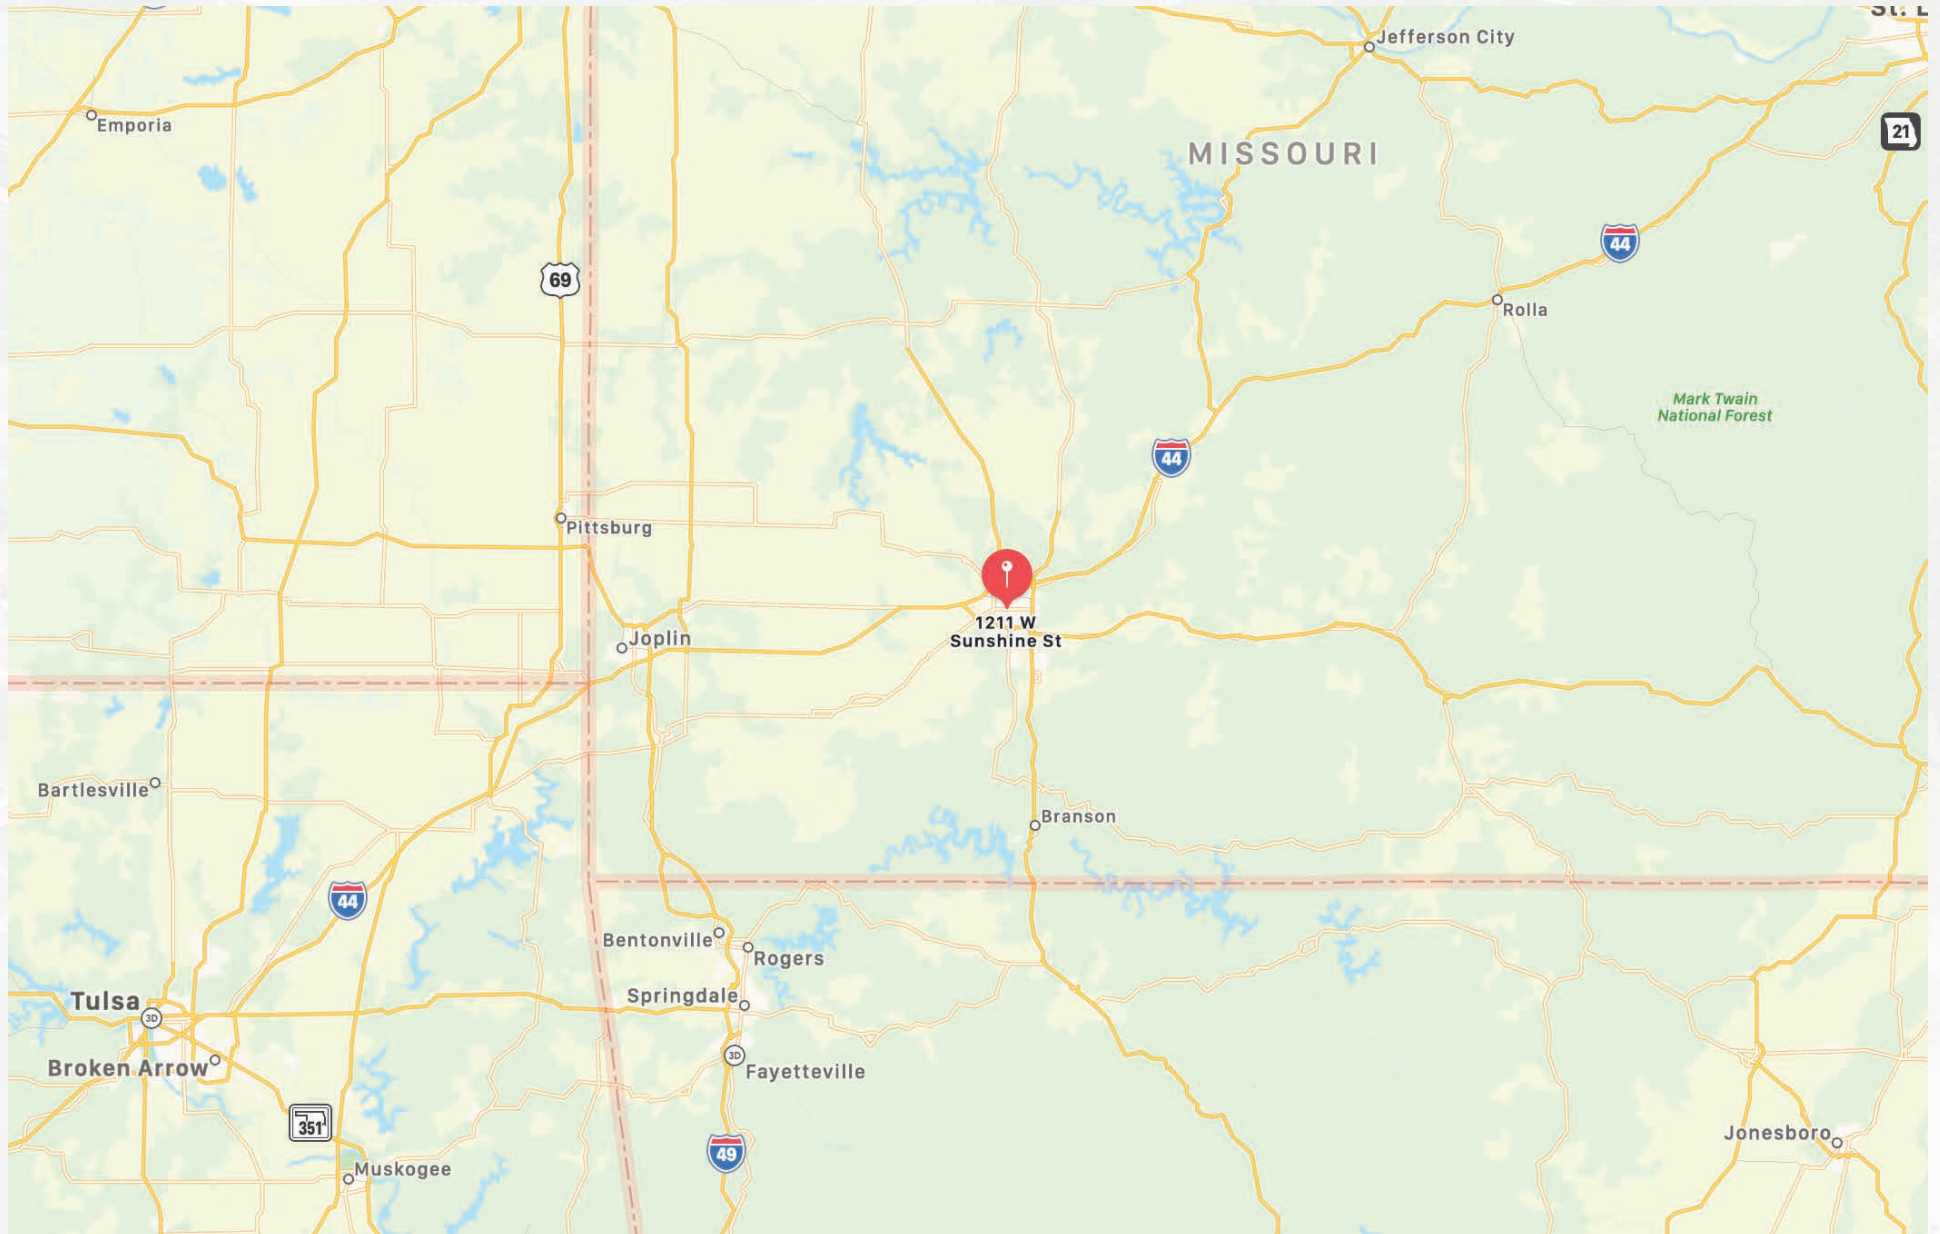 St. L
Jefferson City
Emporia
21
MISSOURI
44
69
Rolla
Mark Twain
National Forest
44
Pittsburg
1211 W
Sunshine St
Joplin
Bartlesville
Branson
44
Bentonville
Rogers
Springdale
Tulsa
3D
Broken Arrow
3D
Fayetteville
351
Jonesboro
49
Muskogee